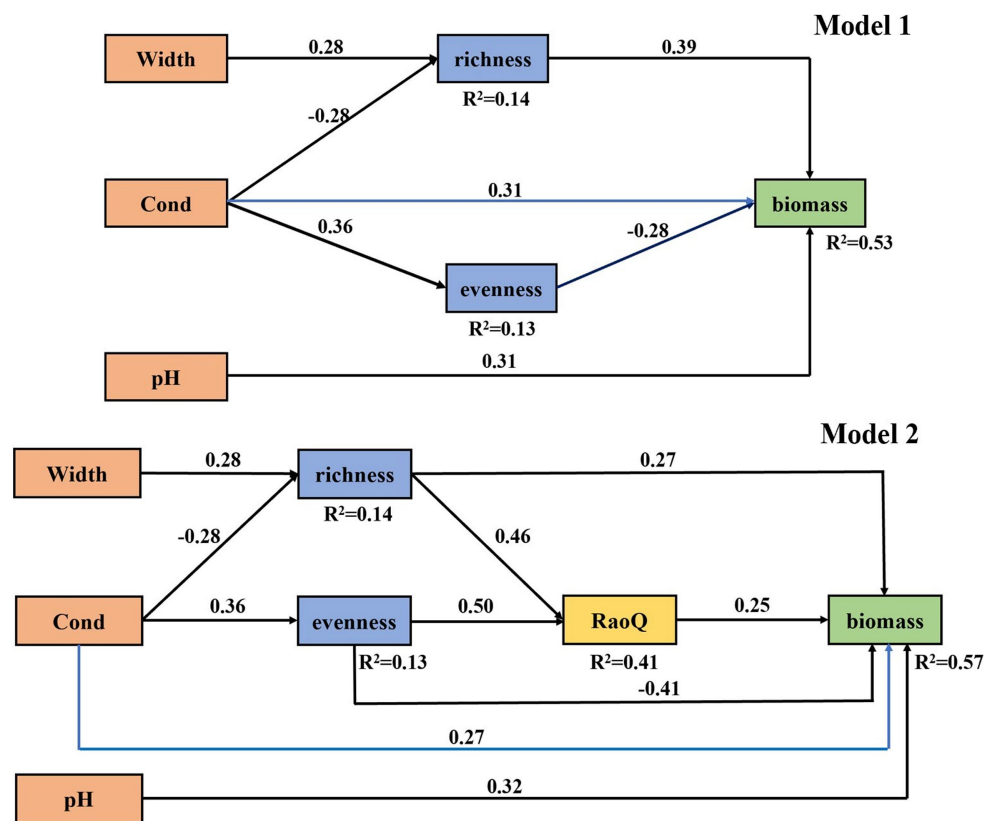 Model 1
Width
0.28
richness
0.39
R²=0.14
-0.28
Cond
0.31
biomass
0.36
-0.28
R²=0.53
evenness
R²=0.13
pH
0.31
Model 2
Width
0.28
richness
0.27
R²=0.14
-0.28
0.46
Cond
0.36
evenness
0.50
RaoQ
0.25
biomass
R²=0.13
R²=0.41
R²=0.57
-0.41
0.27
pH
0.32